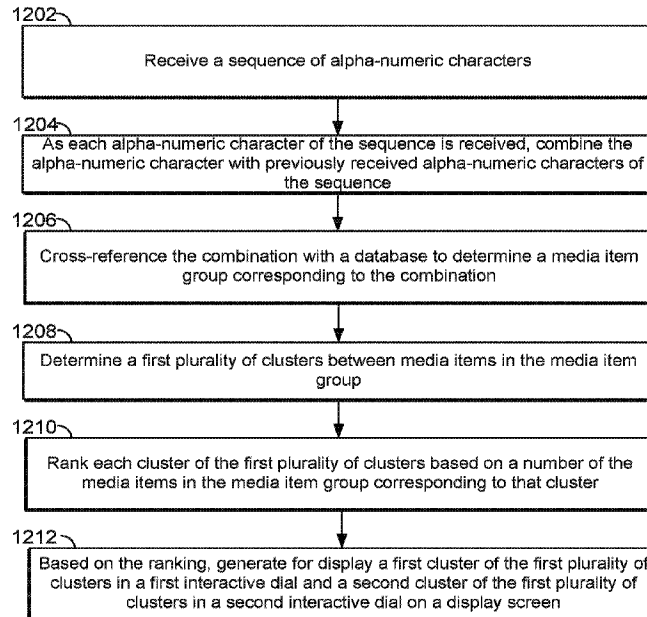 1202
Receive a sequence of alpha-numeric characters
1204
As each alpha-numeric character of the sequence is received, combine the
alpha-numeric character with previously received alpha-numeric characters of
the sequence
1206
Cross-reference the combination with a database to determine a media item
group corresponding to the combination
1208
Determine a first plurality of clusters between media items in the media item
group
1210
Rank each cluster of the first plurality of clusters based on a number of the
media items in the media item group corresponding to that cluster
1212
Based on the ranking, generate for display a first cluster of the first plurality of
clusters in a first interactive dial and a second cluster of the first plurality of
clusters in a second interactive dial on a display screen